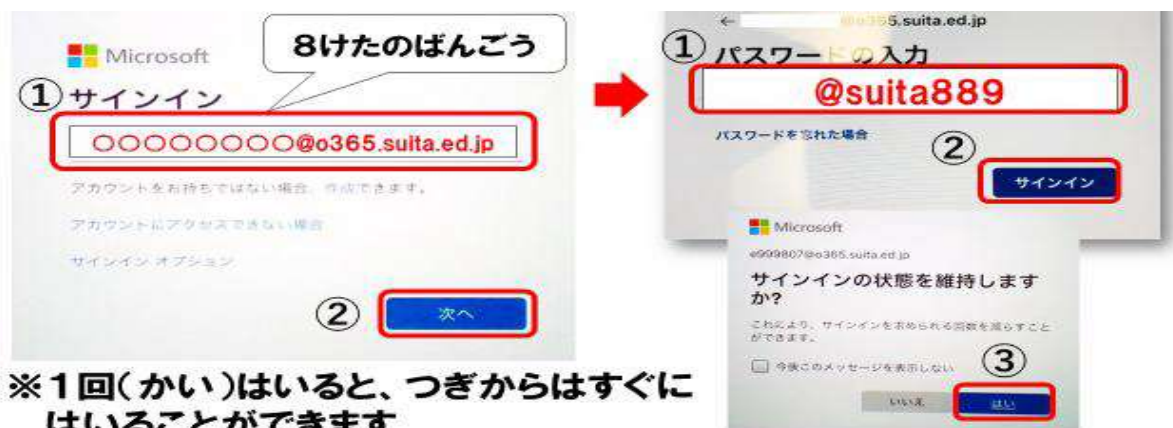 Microsoft
8けたのばんごう
① サインイン
○○○○○○○○@o365.suita.ed.jp
アカウントをお持ちではない場合、作成できます。
アカウントにアクセスできない場合
サインイン オプション
② 次へ
※1回(かい)はいると、つぎからはすぐに
はいることができます
← 5.suita.ed.jp
① パスワードの入力
@suita889
パスワードを忘れた場合
②
サインイン
Microsoft
e999807@o365.suita.ed.jp
サインインの状態を維持します
か?
これにより、サインインを求められる回数を減らすこと
ができます。
今後このメッセージを表示しない
③
いいえ はい